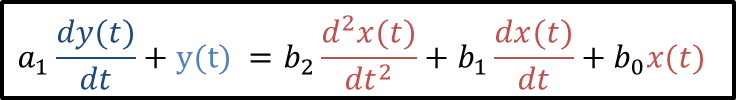 a₁ dy(t)/dt + y(t) = b₂ d²x(t)/dt² + b₁ dx(t)/dt + b₀x(t)